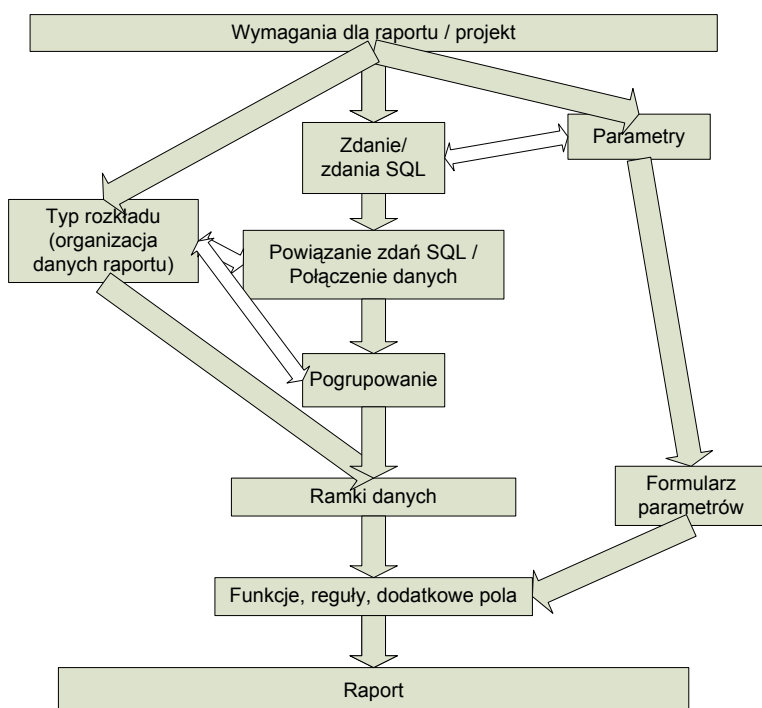 Wymagania dla raportu / projekt
Zdanie/
zdania SQL
Parametry
Typ rozkładu
(organizacja
danych raportu)
Powiązanie zdań SQL /
Połączenie danych
Pogrupowanie
Ramki danych
Formularz
parametrów
Funkcje, reguły, dodatkowe pola
Raport